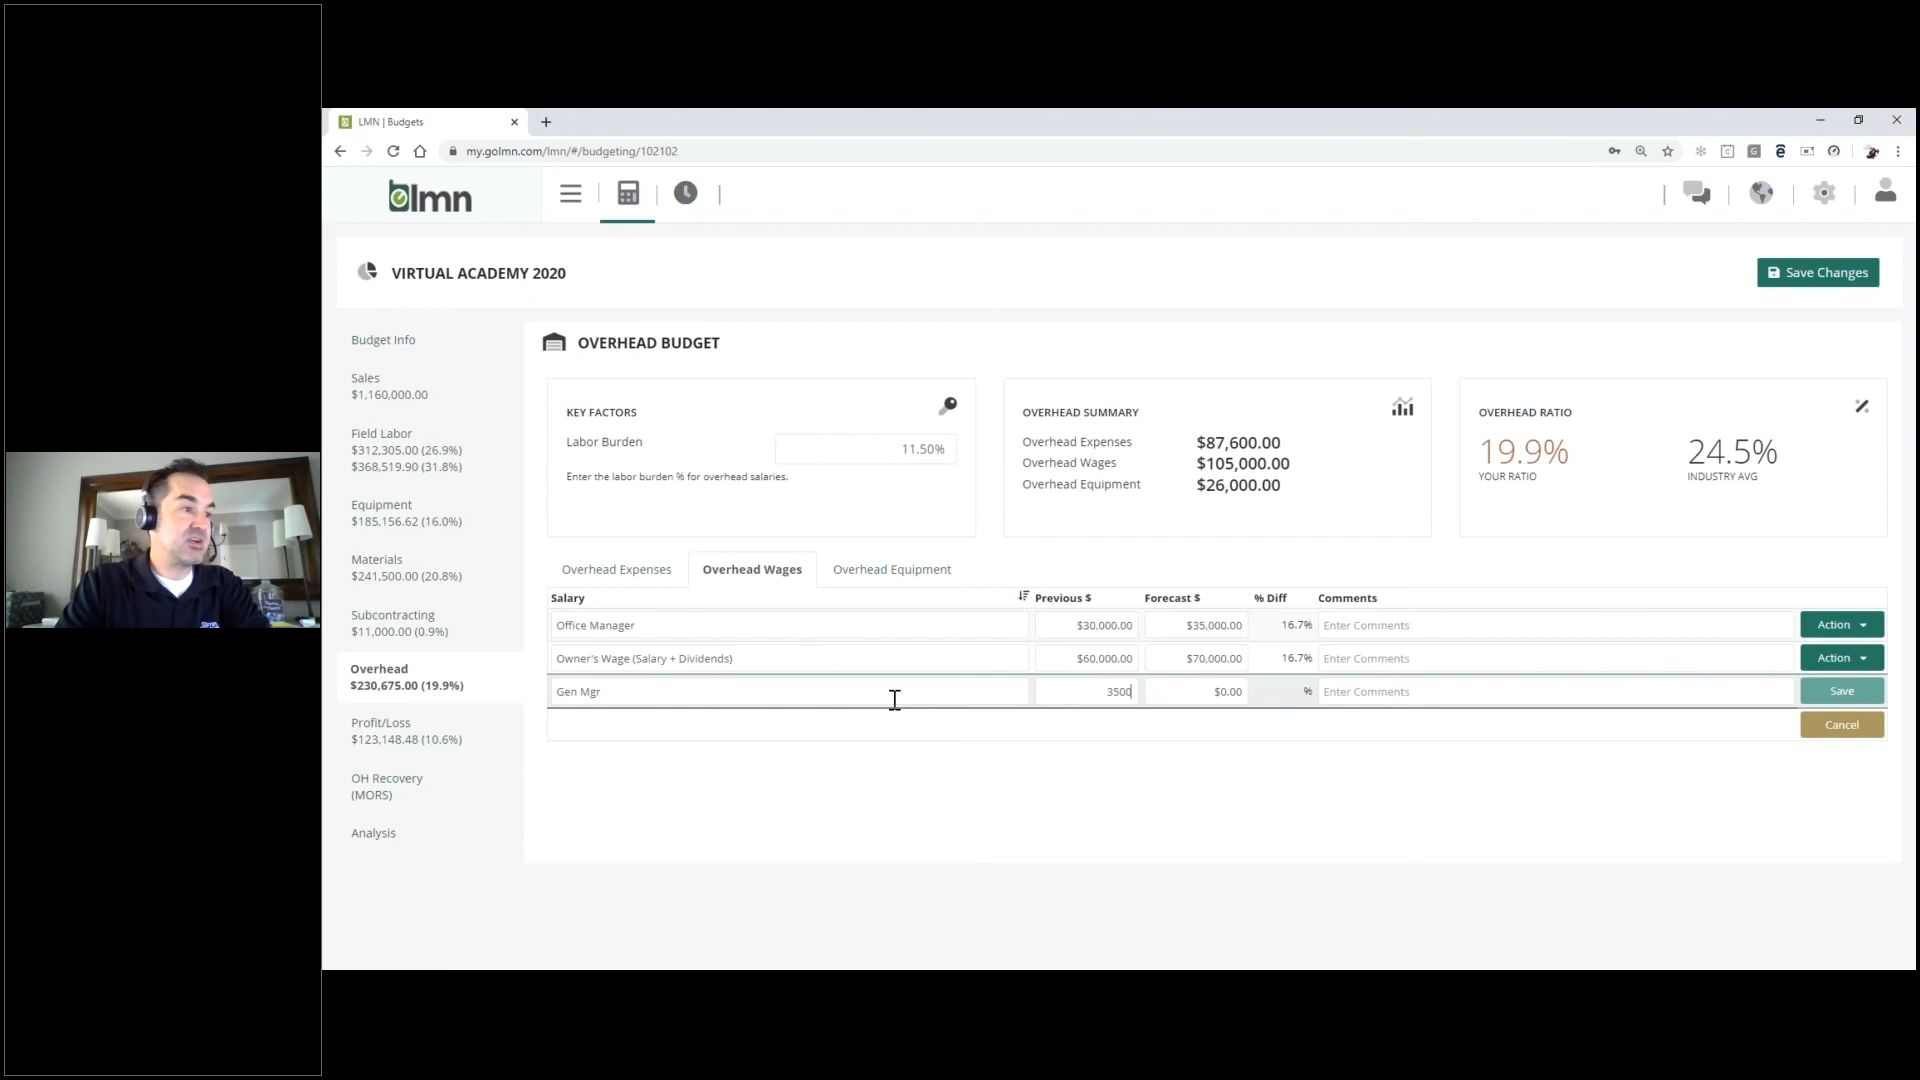 LMN | Budgets
my.golmn.com/lmn/#/budgeting/102102
lmn
VIRTUAL ACADEMY 2020
Save Changes
Budget Info
Sales
$1,160,000.00
Field Labor
$312,305.00 (26.9%)
$368,519.90 (31.8%)
Equipment
$185,156.62 (16.0%)
Materials
$241,500.00 (20.8%)
Subcontracting
$11,000.00 (0.9%)
Overhead
$230,675.00 (19.9%)
Profit/Loss
$123,148.48 (10.6%)
OH Recovery
(MORS)
Analysis
OVERHEAD BUDGET
KEY FACTORS
Labor Burden
11.50%
Enter the labor burden % for overhead salaries.
OVERHEAD SUMMARY
Overhead Expenses $87,600.00
Overhead Wages $105,000.00
Overhead Equipment $26,000.00
OVERHEAD RATIO
19.9% 24.5%
YOUR RATIO INDUSTRY AVG
Overhead Expenses Overhead Wages Overhead Equipment
Salary Previous $ Forecast $ % Diff Comments
Office Manager $30,000.00 $35,000.00 16.7% Enter Comments Action
Owner's Wage (Salary + Dividends) $60,000.00 $70,000.00 16.7% Enter Comments Action
Gen Mgr 3500 $0.00 % Enter Comments Save
Cancel